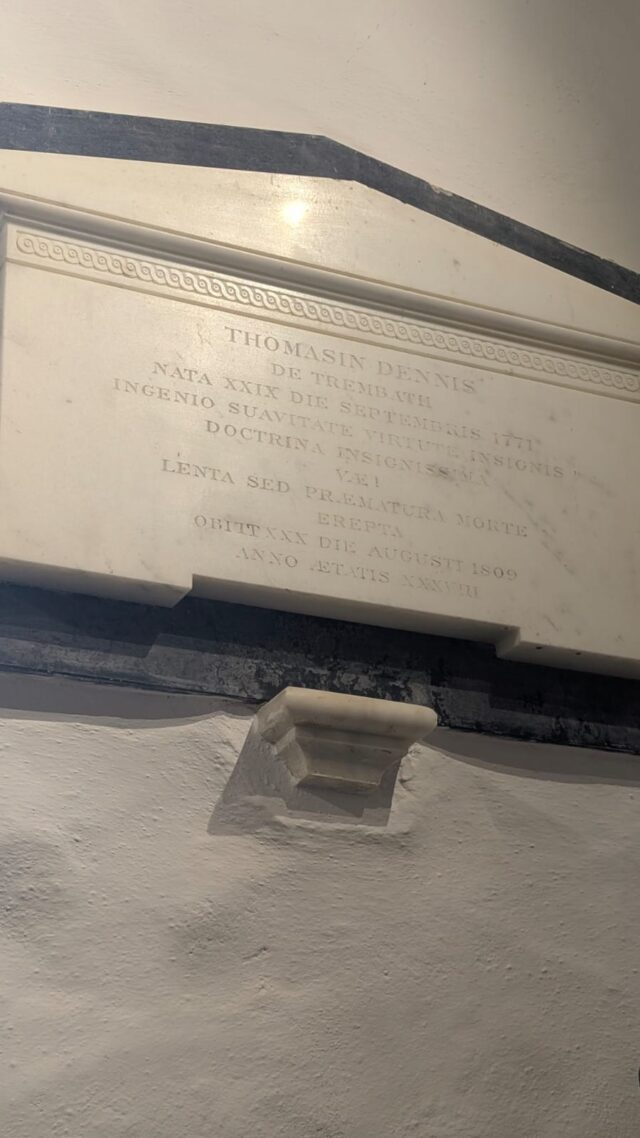 THOMASIN DENNIS
DE TREMBATH
NATA XXIX DIE SEPTEMBRIS 1771
INGENIO SUAVITATE VIRTUTE INSIGNIS
DOCTRINA INSIGNISSIMA
VÆ!
LENTA SED PRÆMATURA MORTE
EREPTA
OBIIT XXX DIE AUGUSTI 1809
ANNO ÆTATIS XXXVIII